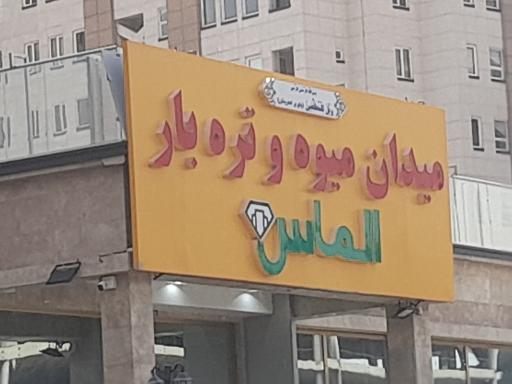 میدان میوه و تره بار
الماس